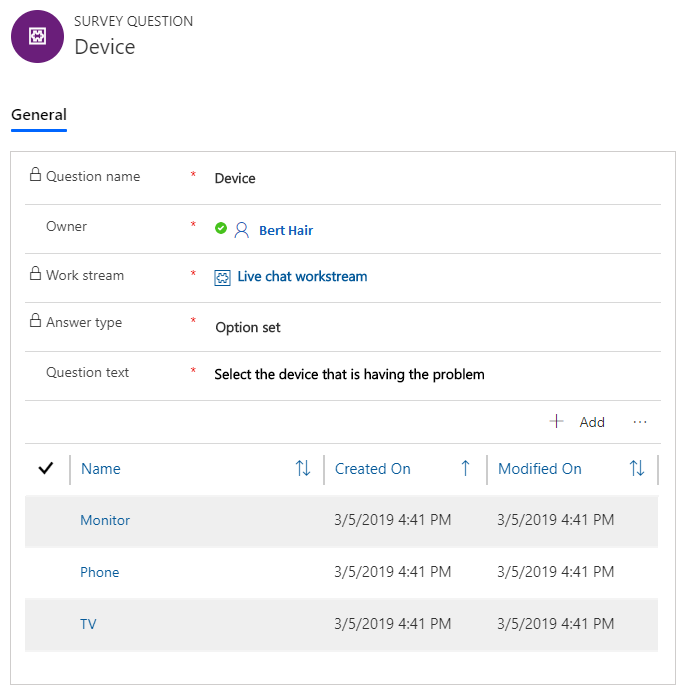 SURVEY QUESTION
Device
General
Question name * Device
Owner * Bert Hair
Work stream * Live chat workstream
Answer type * Option set
Question text * Select the device that is having the problem
+ Add ...
Name Created On Modified On
Monitor 3/5/2019 4:41 PM 3/5/2019 4:41 PM
Phone 3/5/2019 4:41 PM 3/5/2019 4:41 PM
TV 3/5/2019 4:41 PM 3/5/2019 4:41 PM